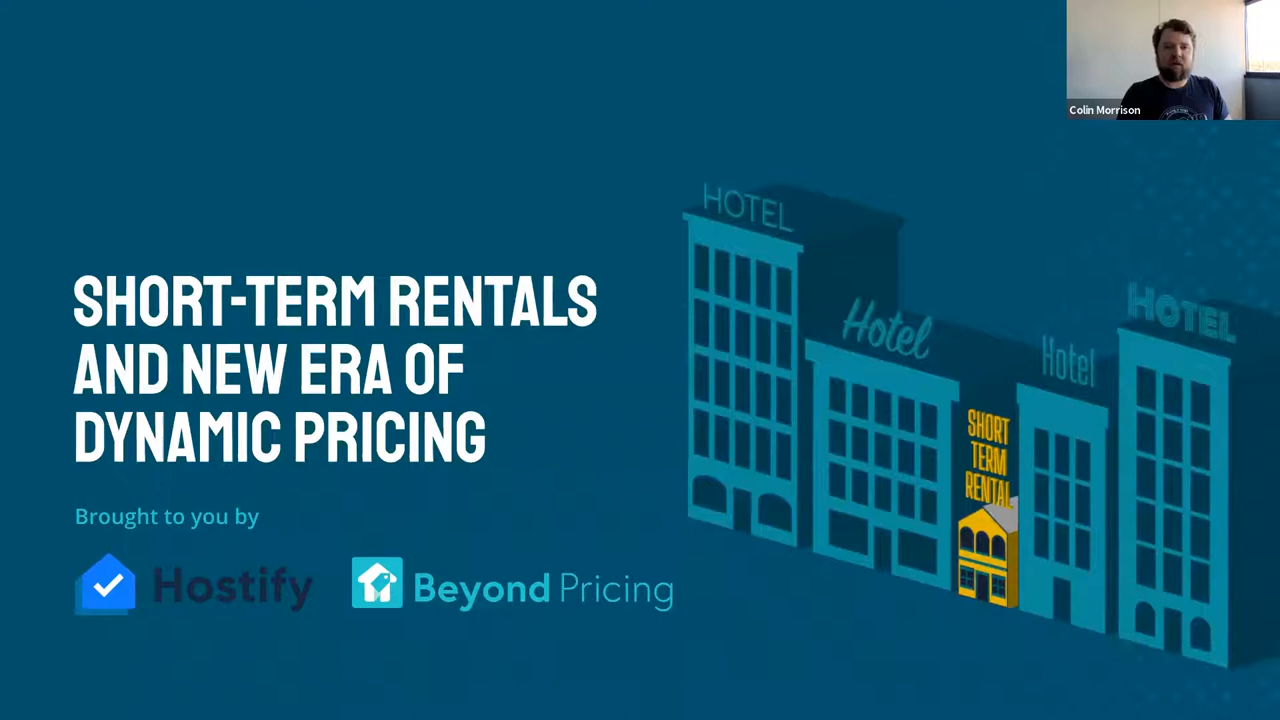 Colin Morrison
HOTEL
Hotel
Hotel
HOTEL
SHORT
TERM
RENTAL
SHORT-TERM RENTALS
AND NEW ERA OF
DYNAMIC PRICING
Brought to you by
Hostify
Beyond Pricing